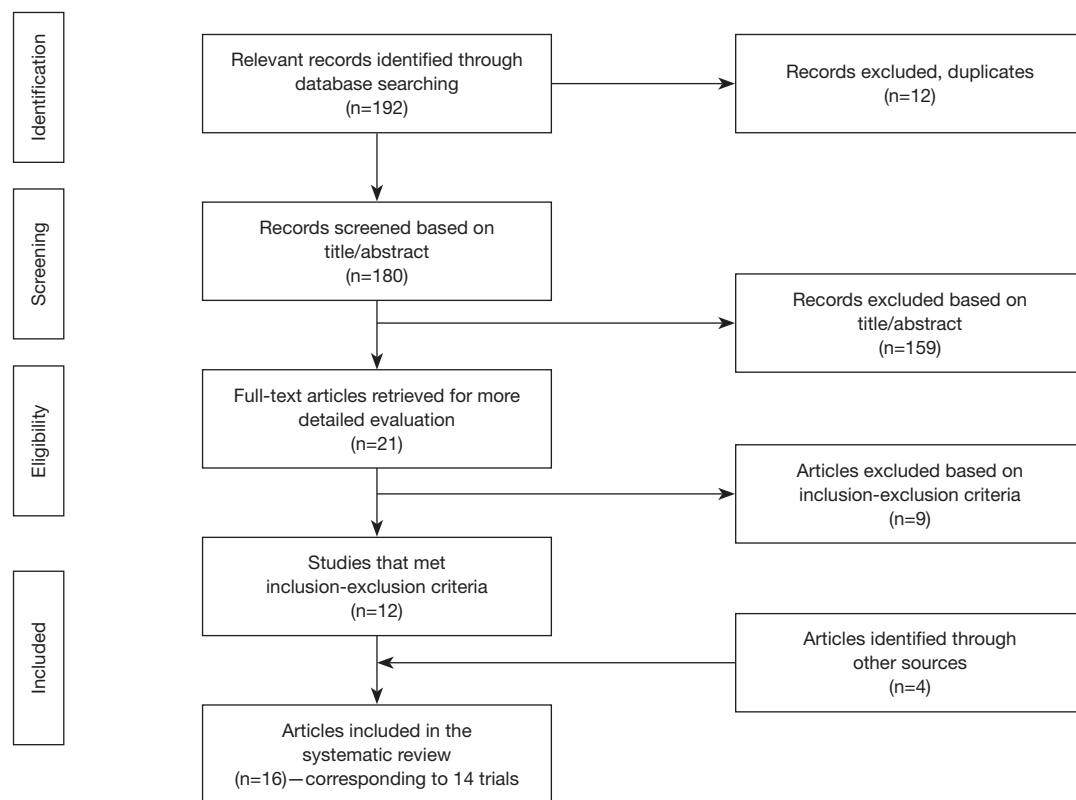 Identification
Relevant records identified through
database searching
(n=192)
Records excluded, duplicates
(n=12)
Screening
Records screened based on
title/abstract
(n=180)
Records excluded based on
title/abstract
(n=159)
Eligibility
Full-text articles retrieved for more
detailed evaluation
(n=21)
Articles excluded based on
inclusion-exclusion criteria
(n=9)
Included
Studies that met
inclusion-exclusion criteria
(n=12)
Articles identified through
other sources
(n=4)
Articles included in the
systematic review
(n=16)—corresponding to 14 trials